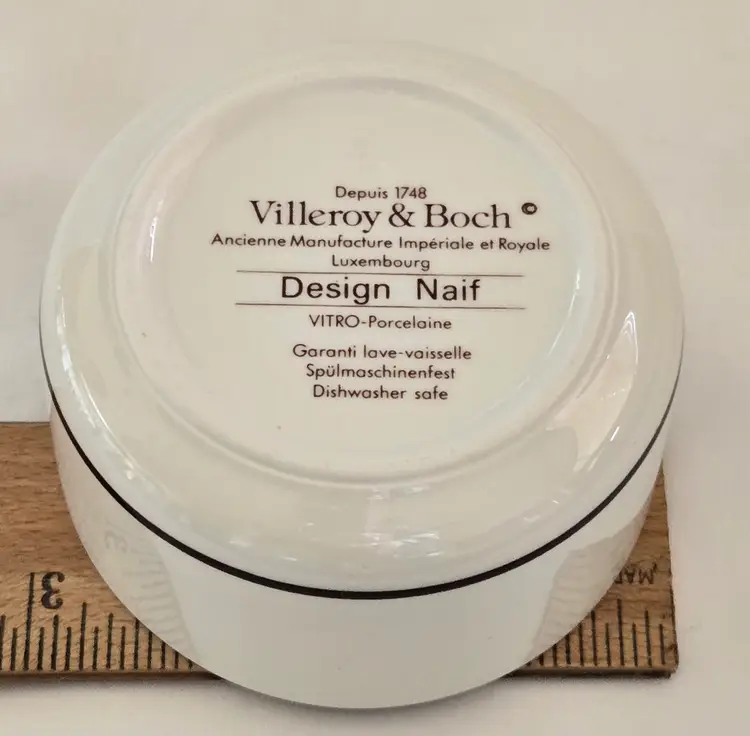 Depuis 1748
Villeroy & Boch ©
Ancienne Manufacture Impériale et Royale
Luxembourg
Design Naif
VITRO-Porcelaine
Garanti lave-vaisselle
Spülmaschinenfest
Dishwasher safe
3